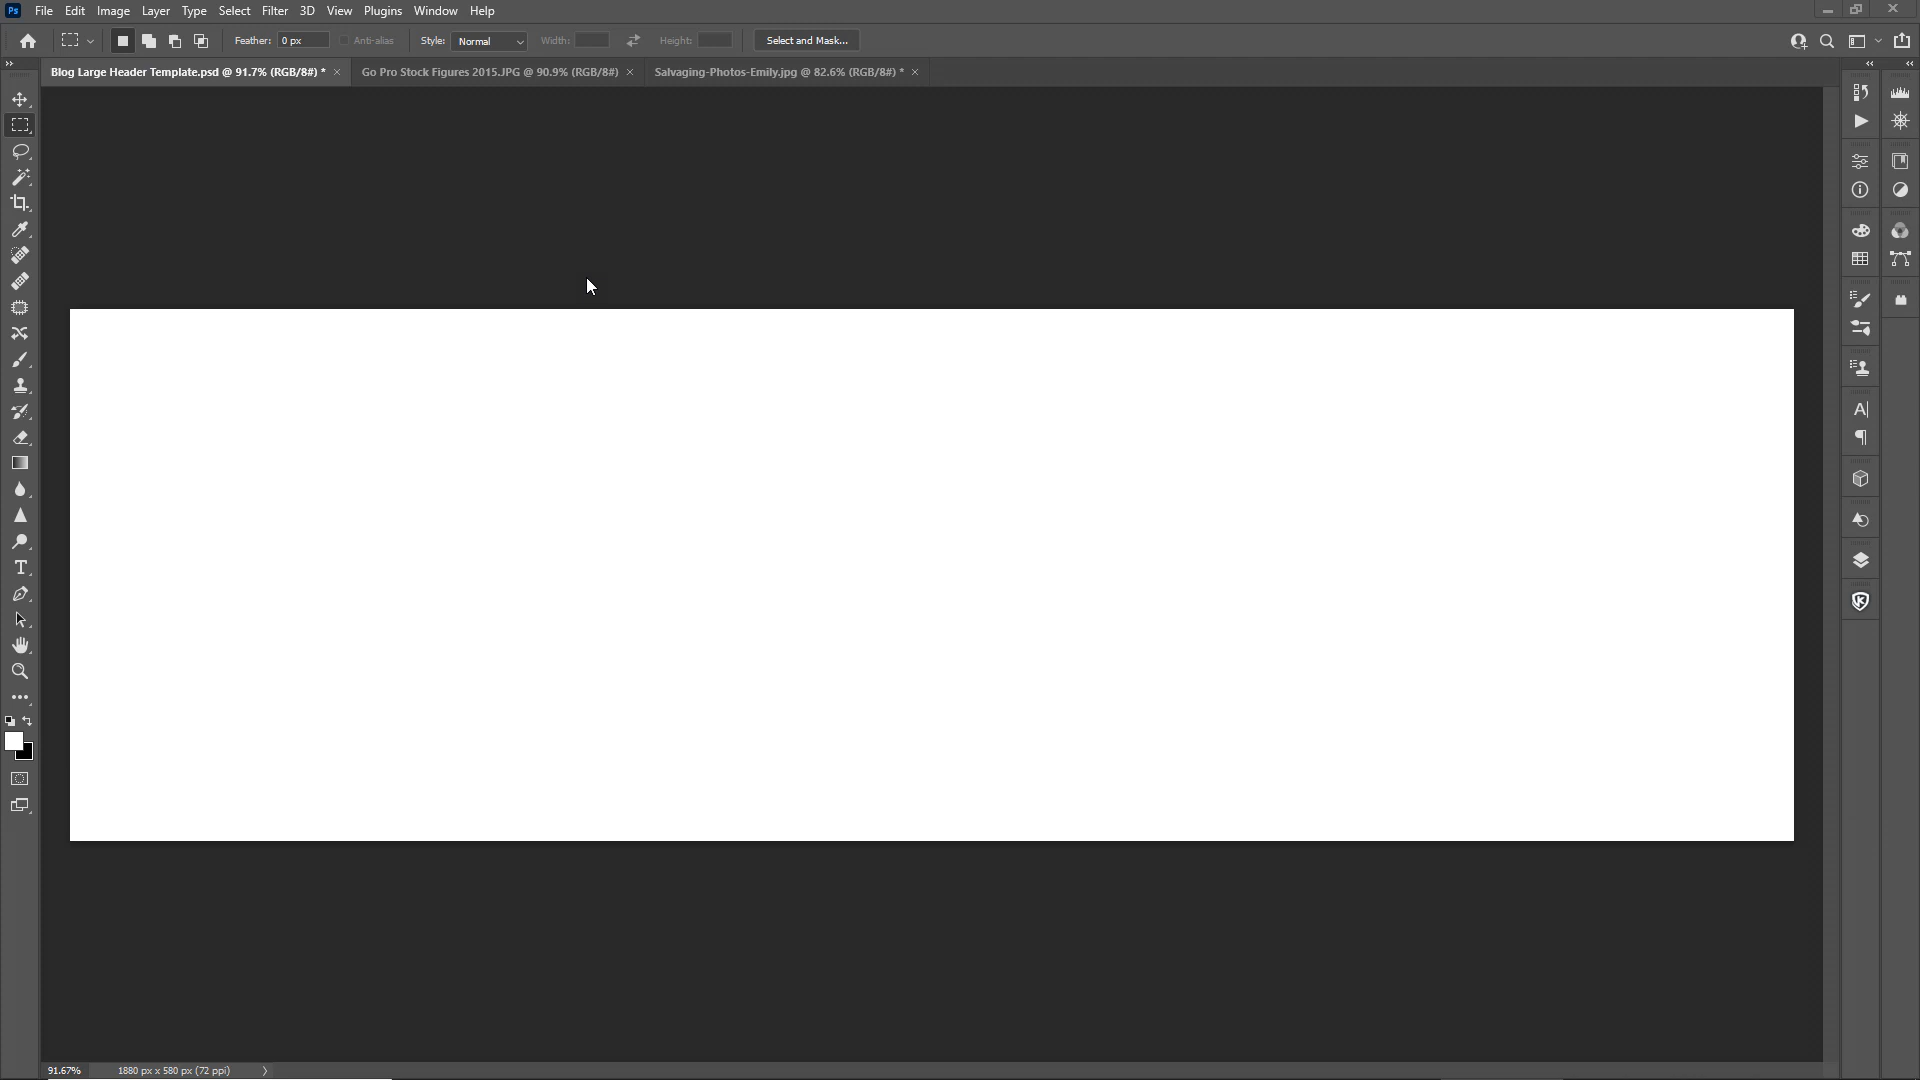 Ps File Edit Image Layer Type Select Filter 3D View Plugins Window Help
Feather: 0 px Anti-alias Style: Normal Width: Height: Select and Mask...
Blog Large Header Template.psd @ 91.7% (RGB/8#) * × Go Pro Stock Figures 2015.JPG @ 90.9% (RGB/8#) × Salvaging-Photos-Emily.jpg @ 82.6% (RGB/8#) * ×
91.67% 1880 px x 580 px (72 ppi)